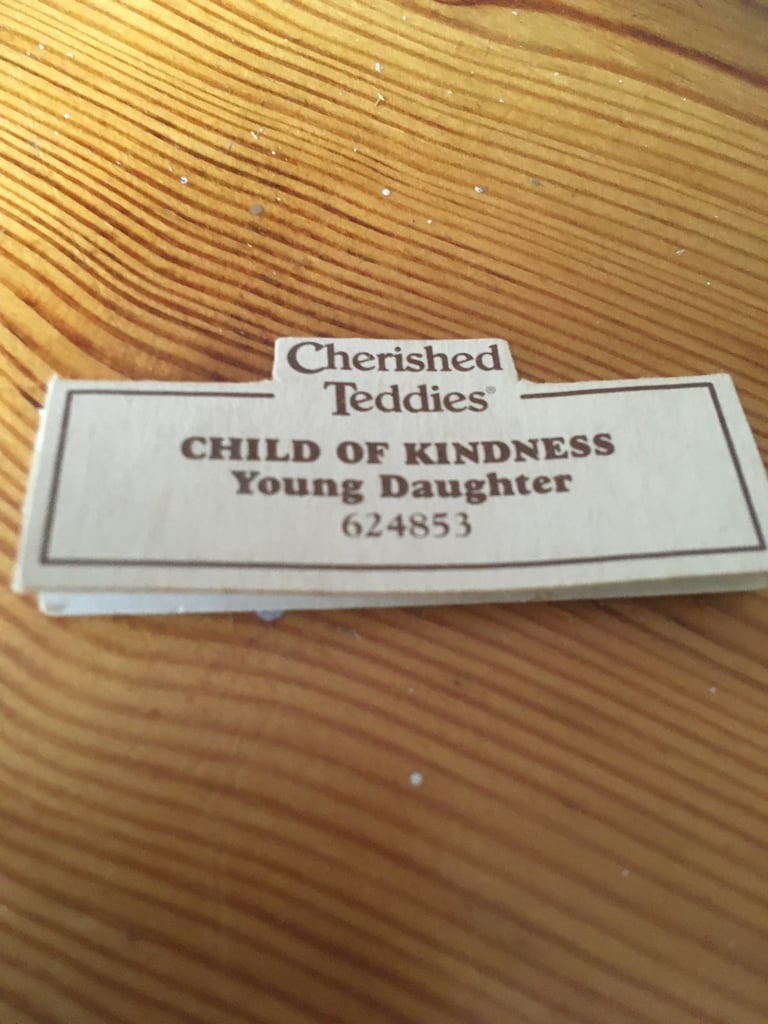 Cherished
Teddies®
CHILD OF KINDNESS
Young Daughter
624853